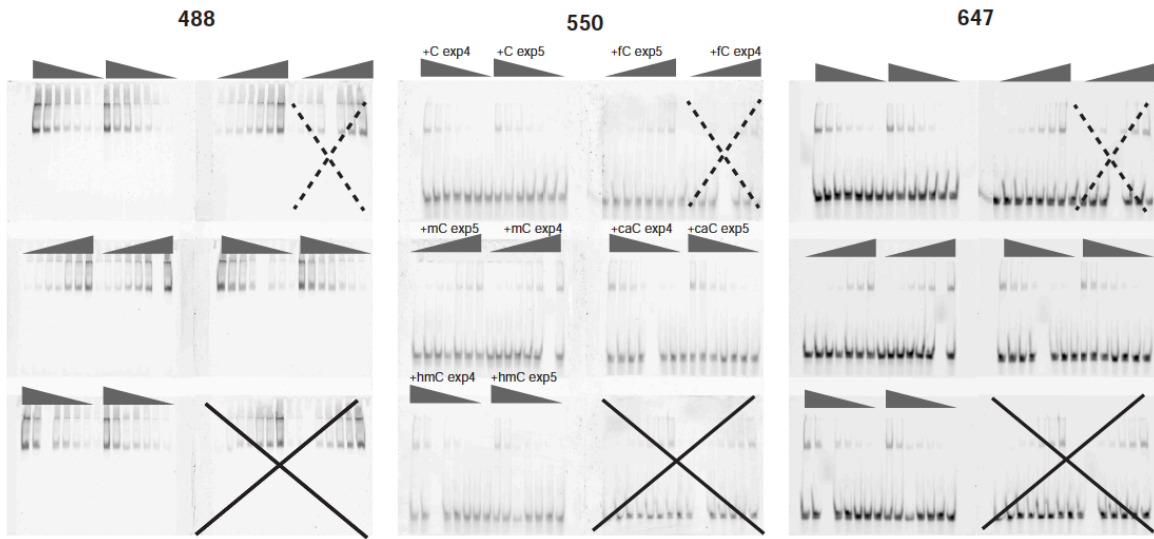 488 550 647
+C exp4 +C exp5 +fC exp5 +fC exp4
+mC exp5 +mC exp4 +caC exp4 +caC exp5
+hmC exp4 +hmC exp5